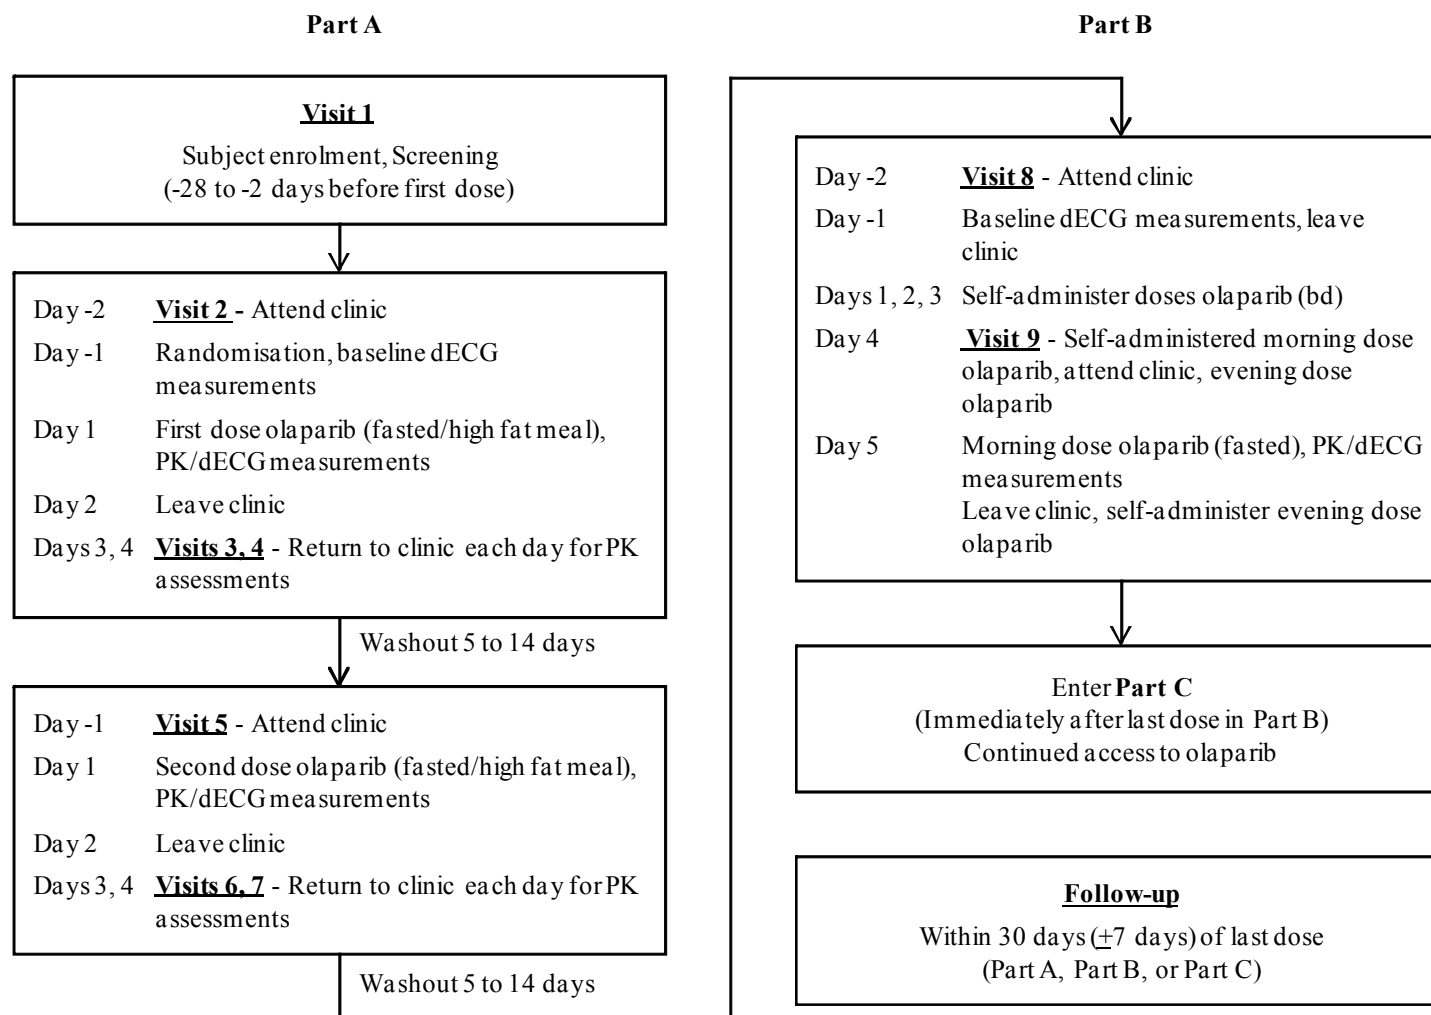 Part A
Visit 1
Subject enrolment, Screening
(-28 to -2 days before first dose)
Day -2 Visit 2 - Attend clinic
Day -1 Randomisation, baseline dECG
measurements
Day 1 First dose olaparib (fasted/high fat meal),
PK/dECG measurements
Day 2 Leave clinic
Days 3, 4 Visits 3, 4 - Return to clinic each day for PK
assessments
Washout 5 to 14 days
Day -1 Visit 5 - Attend clinic
Day 1 Second dose olaparib (fasted/high fat meal),
PK/dECG measurements
Day 2 Leave clinic
Days 3, 4 Visits 6, 7 - Return to clinic each day for PK
assessments
Washout 5 to 14 days
Part B
Day -2 Visit 8 - Attend clinic
Day -1 Baseline dECG measurements, leave
clinic
Days 1, 2, 3 Self-administer doses olaparib (bd)
Day 4 Visit 9 - Self-administered morning dose
olaparib, attend clinic, evening dose
olaparib
Day 5 Morning dose olaparib (fasted), PK/dECG
measurements
Leave clinic, self-administer evening dose
olaparib
Enter Part C
(Immediately after last dose in Part B)
Continued access to olaparib
Follow-up
Within 30 days (±7 days) of last dose
(Part A, Part B, or Part C)